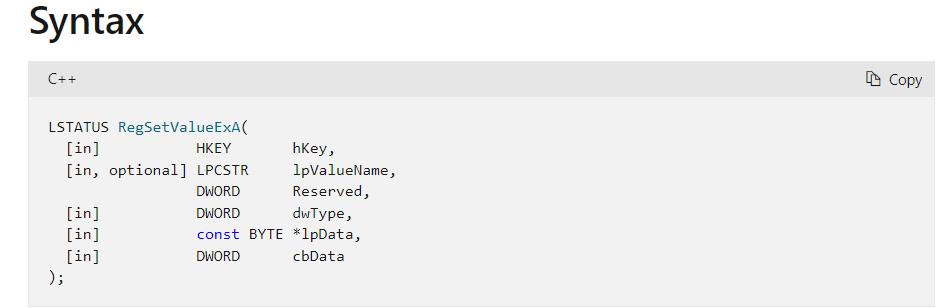 Syntax
C++ Copy
LSTATUS RegSetValueExA(
  [in]           HKEY       hKey,
  [in, optional] LPCSTR     lpValueName,
                 DWORD      Reserved,
  [in]           DWORD      dwType,
  [in]           const BYTE *lpData,
  [in]           DWORD      cbData
);